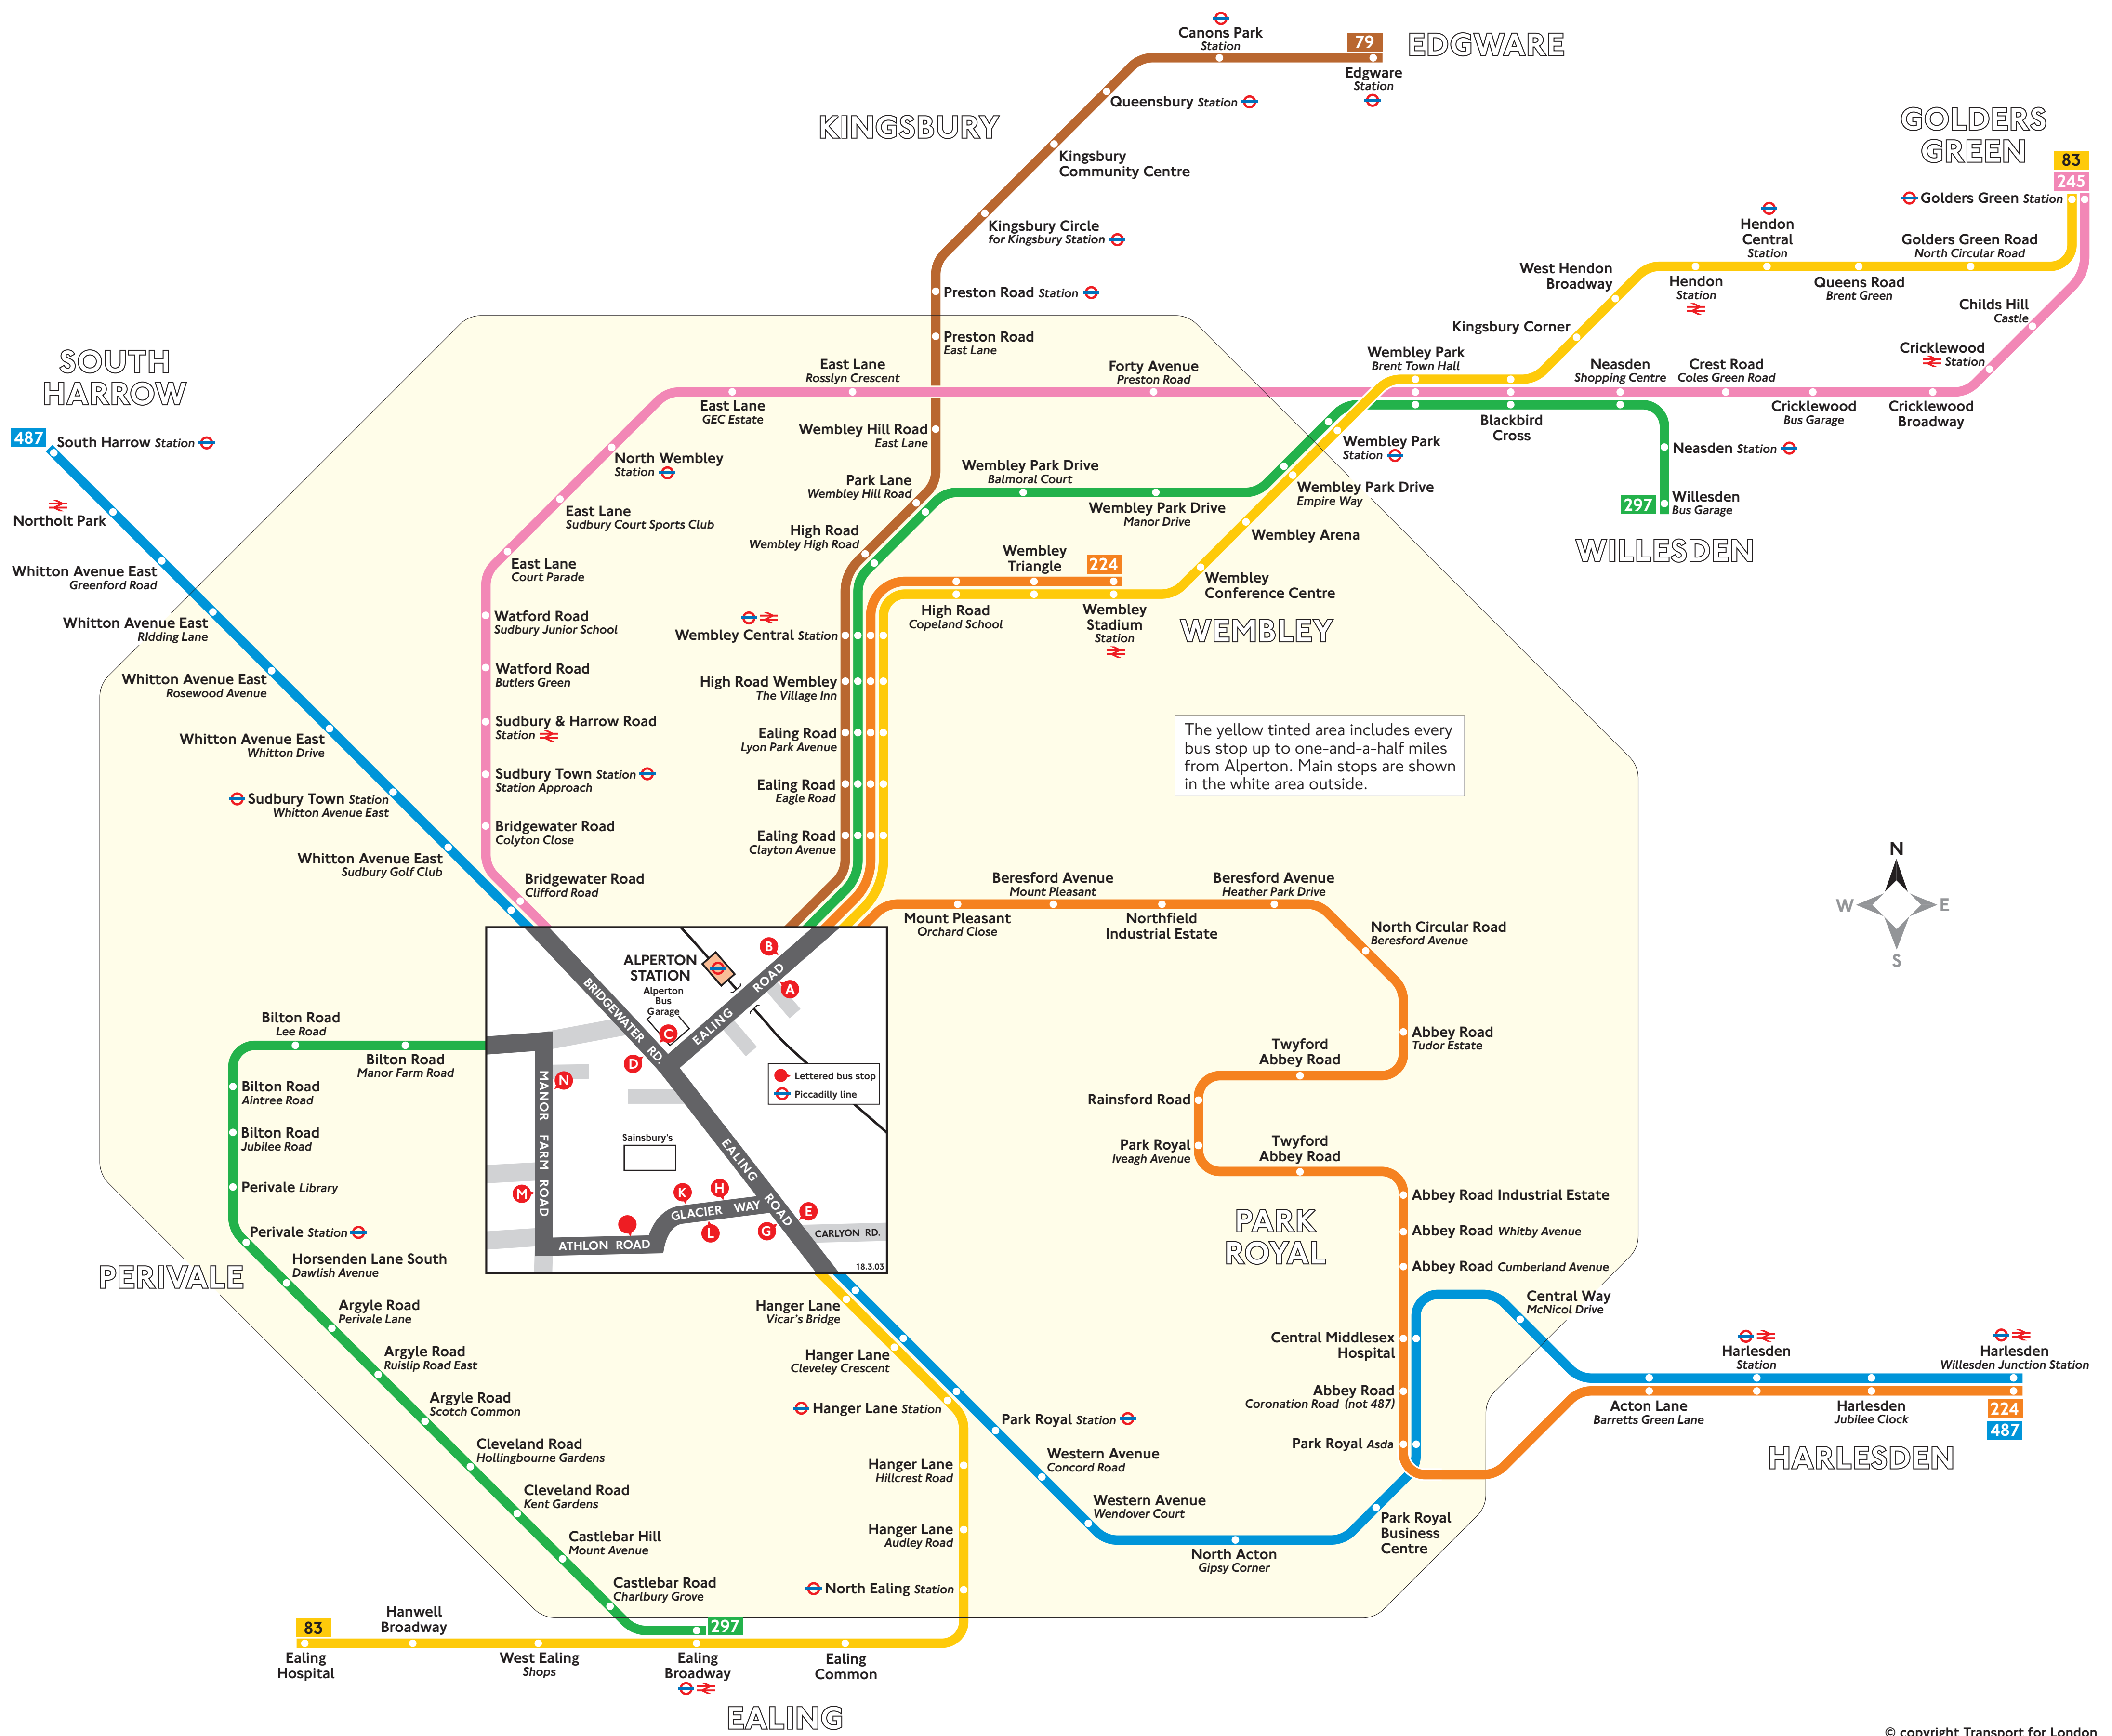 Canons Park
Station
79
EDGWARE
Edgware
Station
Queensbury Station
KINGSBURY
Kingsbury
Community Centre
Kingsbury Circle
for Kingsbury Station
Preston Road Station
Preston Road
East Lane
GOLDERS
GREEN
83
245
Golders Green Station
Golders Green Road
North Circular Road
Hendon
Central
Station
Queens Road
Brent Green
Hendon
Station
West Hendon
Broadway
Kingsbury Corner
Childs Hill
Castle
Cricklewood
Station
Wembley Park
Brent Town Hall
Neasden
Shopping Centre
Crest Road
Coles Green Road
Blackbird
Cross
Cricklewood
Bus Garage
Cricklewood
Broadway
Neasden Station
297
Willesden
Bus Garage
WILLESDEN
SOUTH
HARROW
487
South Harrow Station
Northolt Park
Whitton Avenue East
Greenford Road
Whitton Avenue East
RIdding Lane
Whitton Avenue East
Rosewood Avenue
Whitton Avenue East
Whitton Drive
Sudbury Town Station
Whitton Avenue East
Whitton Avenue East
Sudbury Golf Club
East Lane
Rosslyn Crescent
Forty Avenue
Preston Road
East Lane
GEC Estate
North Wembley
Station
East Lane
Sudbury Court Sports Club
East Lane
Court Parade
Watford Road
Sudbury Junior School
Watford Road
Butlers Green
Sudbury & Harrow Road
Station
Sudbury Town Station
Station Approach
Bridgewater Road
Colyton Close
Bridgewater Road
Clifford Road
Wembley Hill Road
East Lane
Park Lane
Wembley Hill Road
High Road
Wembley High Road
Wembley Park Drive
Balmoral Court
Wembley Park Drive
Manor Drive
Wembley Park
Station
Wembley Park Drive
Empire Way
Wembley Arena
Wembley
Conference Centre
Wembley
Triangle
224
High Road
Copeland School
Wembley
Stadium
Station
WEMBLEY
Wembley Central Station
High Road Wembley
The Village Inn
Ealing Road
Lyon Park Avenue
Ealing Road
Eagle Road
Ealing Road
Clayton Avenue
The yellow tinted area includes every
bus stop up to one-and-a-half miles
from Alperton. Main stops are shown
in the white area outside.
N
W
E
S
Beresford Avenue
Mount Pleasant
Beresford Avenue
Heather Park Drive
Mount Pleasant
Orchard Close
Northfield
Industrial Estate
North Circular Road
Beresford Avenue
Abbey Road
Tudor Estate
Twyford
Abbey Road
Rainsford Road
Park Royal
Iveagh Avenue
Twyford
Abbey Road
Abbey Road Industrial Estate
Abbey Road Whitby Avenue
Abbey Road Cumberland Avenue
PARK
ROYAL
Central Way
McNicol Drive
Central Middlesex
Hospital
Abbey Road
Coronation Road (not 487)
Park Royal Asda
Harlesden
Station
Harlesden
Willesden Junction Station
Acton Lane
Barretts Green Lane
Harlesden
Jubilee Clock
224
487
HARLESDEN
ALPERTON
STATION
Alperton
Bus
Garage
BRIDGEWATER RD.
EALING ROAD
B
A
C
D
N
Lettered bus stop
Piccadilly line
MANOR FARM ROAD
Sainsbury's
EALING ROAD
M
K
H
E
L
G
GLACIER WAY
CARLYON RD.
ATHLON ROAD
18.3.03
Bilton Road
Lee Road
Bilton Road
Manor Farm Road
Bilton Road
Aintree Road
Bilton Road
Jubilee Road
Perivale Library
Perivale Station
PERIVALE
Horsenden Lane South
Dawlish Avenue
Argyle Road
Perivale Lane
Argyle Road
Ruislip Road East
Argyle Road
Scotch Common
Cleveland Road
Hollingbourne Gardens
Cleveland Road
Kent Gardens
Castlebar Hill
Mount Avenue
Castlebar Road
Charlbury Grove
297
Hanger Lane
Vicar's Bridge
Hanger Lane
Cleveley Crescent
Hanger Lane Station
Hanger Lane
Hillcrest Road
Hanger Lane
Audley Road
North Ealing Station
Park Royal Station
Western Avenue
Concord Road
Western Avenue
Wendover Court
North Acton
Gipsy Corner
Park Royal
Business
Centre
83
Hanwell
Broadway
Ealing
Hospital
West Ealing
Shops
Ealing
Broadway
Ealing
Common
EALING
© copyright Transport for London